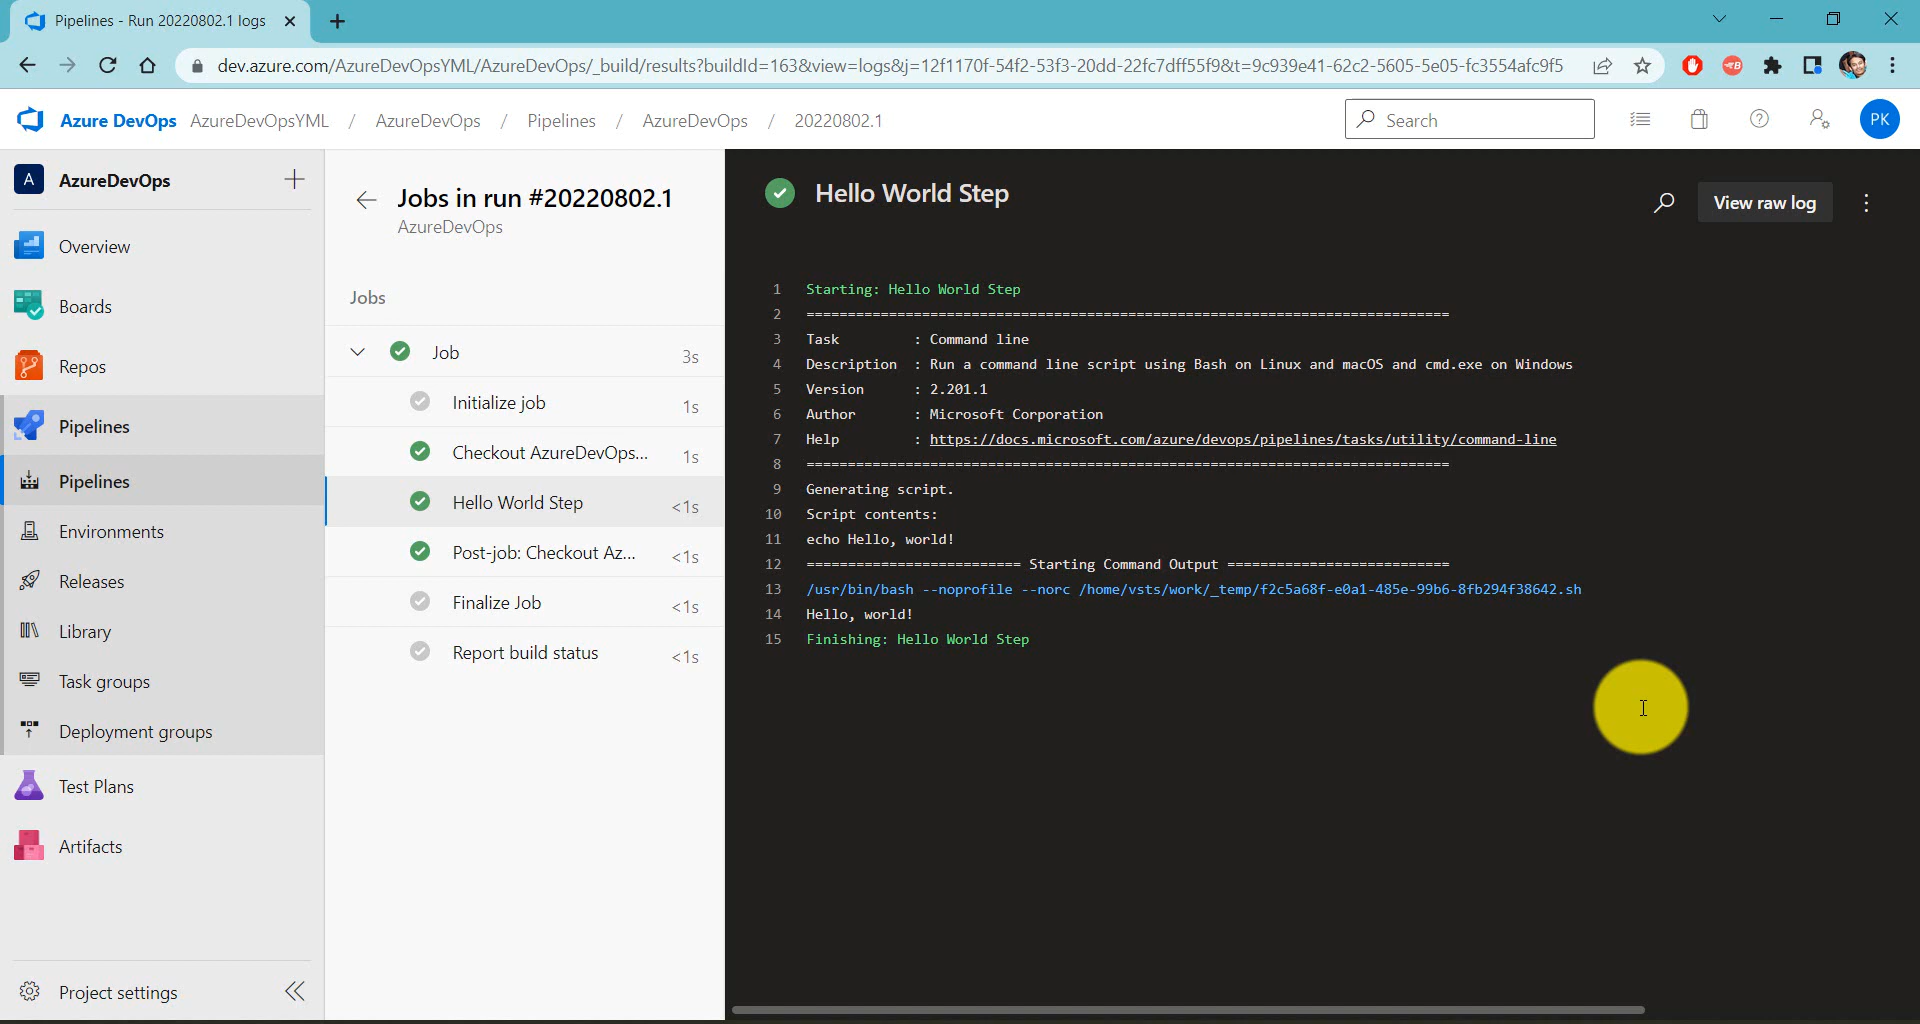 Pipelines - Run 20220802.1 logs
dev.azure.com/AzureDevOpsYML/AzureDevOps/_build/results?buildId=163&view=logs&j=12f1170f-54f2-53f3-20dd-22fc7dff55f9&t=9c939e41-62c2-5605-5e05-fc3554afc9f5
Azure DevOps AzureDevOpsYML / AzureDevOps / Pipelines / AzureDevOps / 20220802.1
Search
PK
A AzureDevOps
Overview
Boards
Repos
Pipelines
Pipelines
Environments
Releases
Library
Task groups
Deployment groups
Test Plans
Artifacts
Project settings
Jobs in run #20220802.1
AzureDevOps
Jobs
Job 3s
Initialize job 1s
Checkout AzureDevOps... 1s
Hello World Step <1s
Post-job: Checkout Az... <1s
Finalize Job <1s
Report build status <1s
Hello World Step
View raw log
1 Starting: Hello World Step
2 ==============================================================================
3 Task : Command line
4 Description : Run a command line script using Bash on Linux and macOS and cmd.exe on Windows
5 Version : 2.201.1
6 Author : Microsoft Corporation
7 Help : https://docs.microsoft.com/azure/devops/pipelines/tasks/utility/command-line
8 ==============================================================================
9 Generating script.
10 Script contents:
11 echo Hello, world!
12 ========================== Starting Command Output ===========================
13 /usr/bin/bash --noprofile --norc /home/vsts/work/_temp/f2c5a68f-e0a1-485e-99b6-8fb294f38642.sh
14 Hello, world!
15 Finishing: Hello World Step